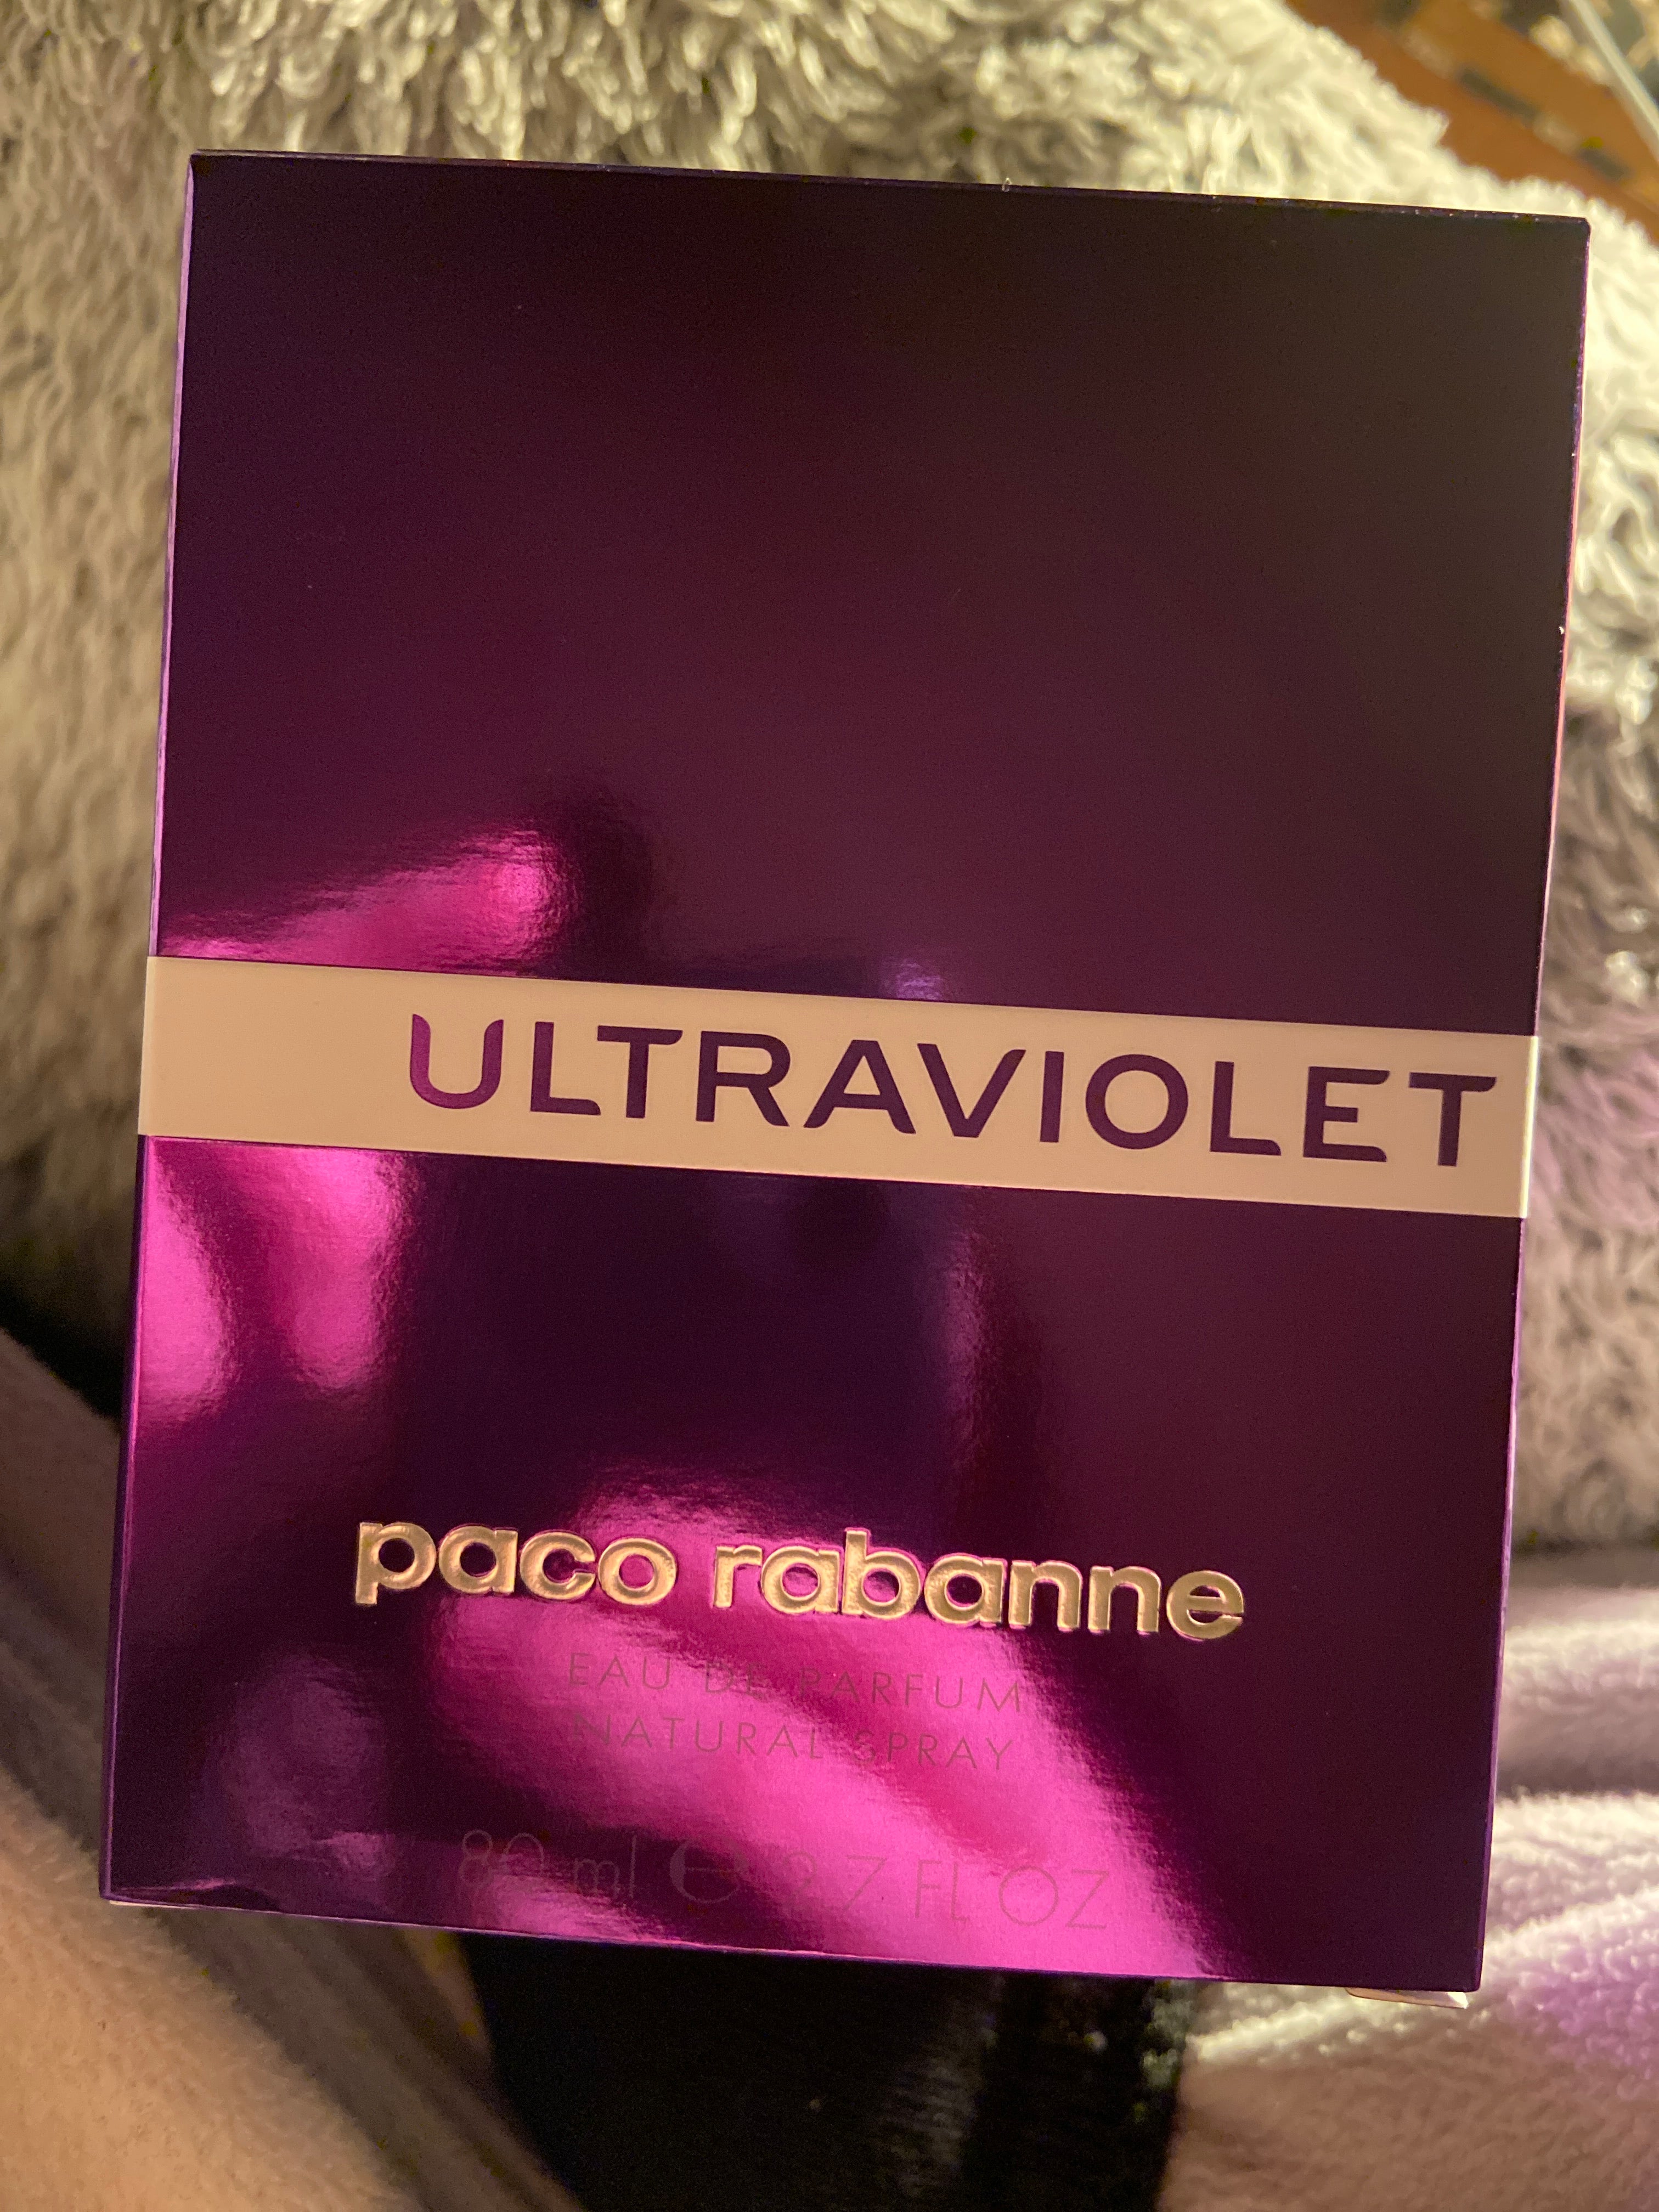 ULTRAVIOLET
paco rabanne
EAU DE PARFUM
NATURAL SPRAY
80 ml ℮ 2.7 FL OZ